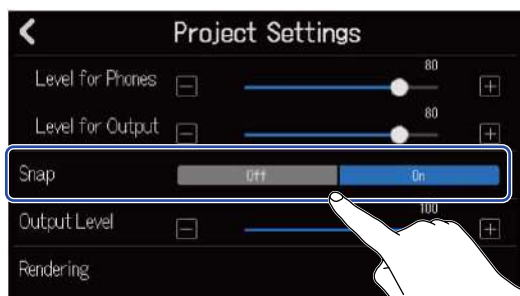 Project Settings
80
Level for Phones
80
Level for Output
Snap Off On
100
Output Level
Rendering